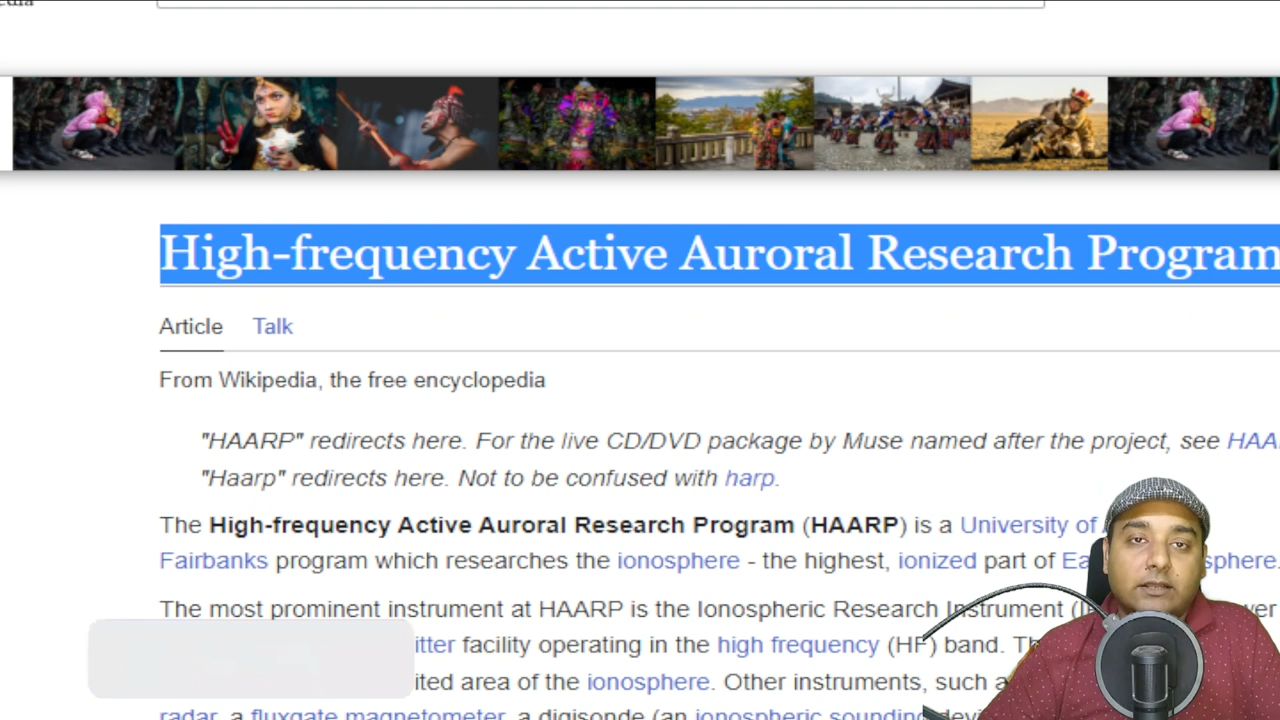 High-frequency Active Auroral Research Program
Article Talk
From Wikipedia, the free encyclopedia
"HAARP" redirects here. For the live CD/DVD package by Muse named after the project, see
"Haarp" redirects here. Not to be confused with harp.
The High-frequency Active Auroral Research Program (HAARP) is a University of
Fairbanks program which researches the ionosphere - the highest, ionized part of
The most prominent instrument at HAARP is the Ionospheric Research Instrument
facility operating in the high frequency (HF) band.
area of the ionosphere. Other instruments, such
radar, a fluxgate magnetometer, a digisonde (an ionospheric sounding